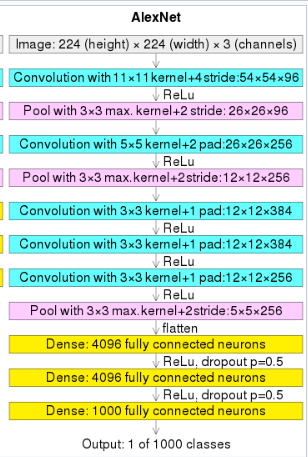 AlexNet
Image: 224 (height) × 224 (width) × 3 (channels)
Convolution with 11×11 kernel+4 stride:54×54×96
ReLu
Pool with 3×3 max. kernel+2 stride: 26×26×96
Convolution with 5×5 kernel+2 pad:26×26×256
ReLu
Pool with 3×3 max.kernel+2stride:12×12×256
Convolution with 3×3 kernel+1 pad:12×12×384
ReLu
Convolution with 3×3 kernel+1 pad:12×12×384
ReLu
Convolution with 3×3 kernel+1 pad:12×12×256
ReLu
Pool with 3×3 max.kernel+2stride:5×5×256
flatten
Dense: 4096 fully connected neurons
ReLu, dropout p=0.5
Dense: 4096 fully connected neurons
ReLu, dropout p=0.5
Dense: 1000 fully connected neurons
Output: 1 of 1000 classes